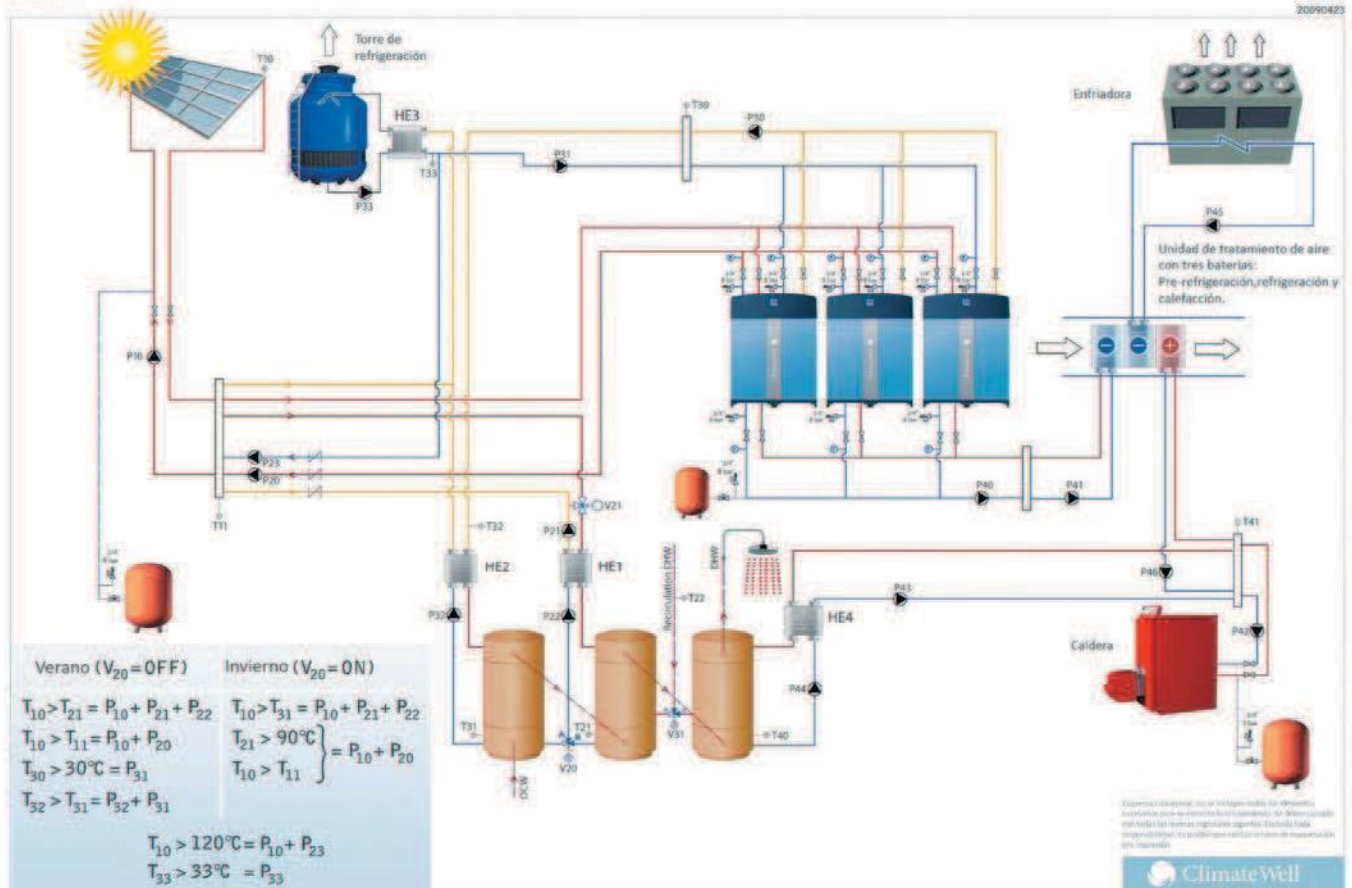 20090423
T10
Torre de
refrigeración
HE3
T33
P33
P31
T30
P30
Enfriadora
P45
Unidad de tratamiento de aire
con tres baterías:
Pre-refrigeración,refrigeración y
calefacción.
P10
P23
P20
T11
V21
P21
T32
HE2
HE1
P32
P22
Recirculation DHW
DHW
T22
P40
P41
T41
P43
P46
HE4
P42
P44
Caldera
T31
T21
A
B
V20
V31
T40
DCW
Verano (V20=OFF)
Invierno (V20=ON)
T10>T21=P10+P21+P22
T10>T31=P10+P21+P22
T10>T11=P10+P20
T21>90°C
T10>T11
=P10+P20
T30>30°C=P31
T32>T31=P32+P31
T10>120°C=P10+P23
T33>33°C =P33
ClimateWell